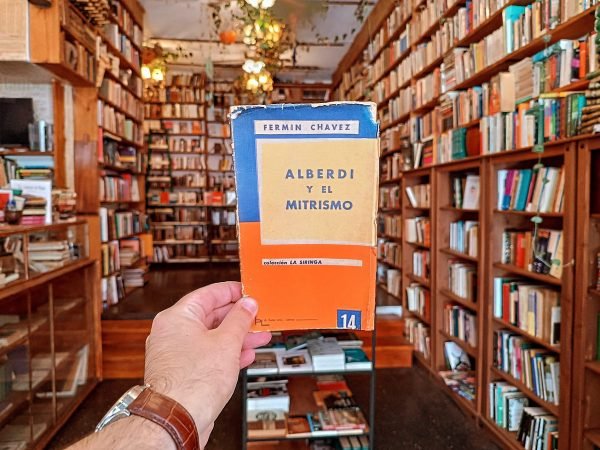 FERMIN CHAVEZ
ALBERDI
Y EL
MITRISMO
colección LA SIRINGA
14